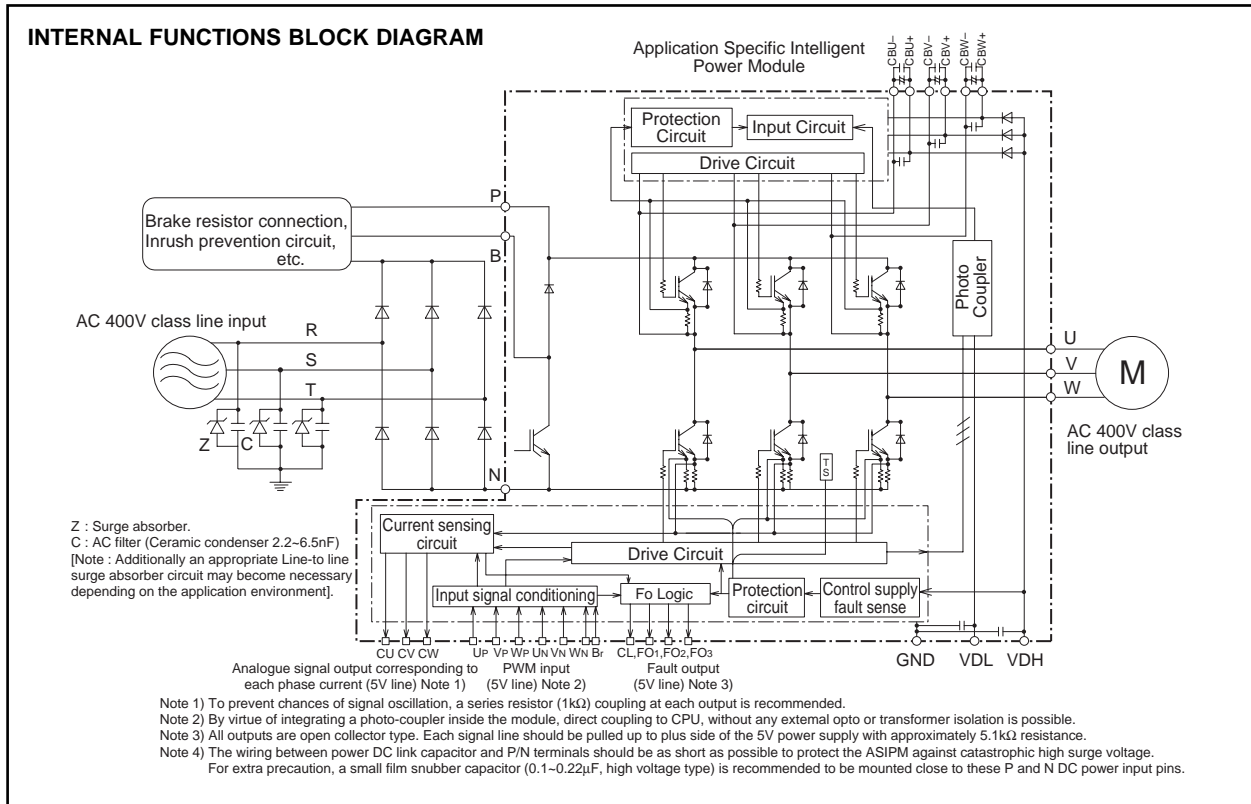 INTERNAL FUNCTIONS BLOCK DIAGRAM
Application Specific Intelligent
Power Module
CBU–
CBU+
CBV–
CBV+
CBW–
CBW+
Protection
Circuit
Input Circuit
Drive Circuit
Brake resistor connection,
Inrush prevention circuit,
etc.
P
B
AC 400V class line input
R
S
T
Z
C
N
Photo
Coupler
U
V
W
M
AC 400V class
line output
TS
Z : Surge absorber.
C : AC filter (Ceramic condenser 2.2~6.5nF)
[Note : Additionally an appropriate Line-to line
surge absorber circuit may become necessary
depending on the application environment].
Current sensing
circuit
Drive Circuit
Input signal conditioning
Fo Logic
Protection
circuit
Control supply
fault sense
CU CV CW
UP VP WP UN VN WN Br
CL,FO1,FO2,FO3
GND VDL VDH
Analogue signal output corresponding to
each phase current (5V line) Note 1)
PWM input
(5V line) Note 2)
Fault output
(5V line) Note 3)
Note 1) To prevent chances of signal oscillation, a series resistor (1kΩ) coupling at each output is recommended.
Note 2) By virtue of integrating a photo-coupler inside the module, direct coupling to CPU, without any external opto or transformer isolation is possible.
Note 3) All outputs are open collector type. Each signal line should be pulled up to plus side of the 5V power supply with approximately 5.1kΩ resistance.
Note 4) The wiring between power DC link capacitor and P/N terminals should be as short as possible to protect the ASIPM against catastrophic high surge voltage.
For extra precaution, a small film snubber capacitor (0.1~0.22μF, high voltage type) is recommended to be mounted close to these P and N DC power input pins.